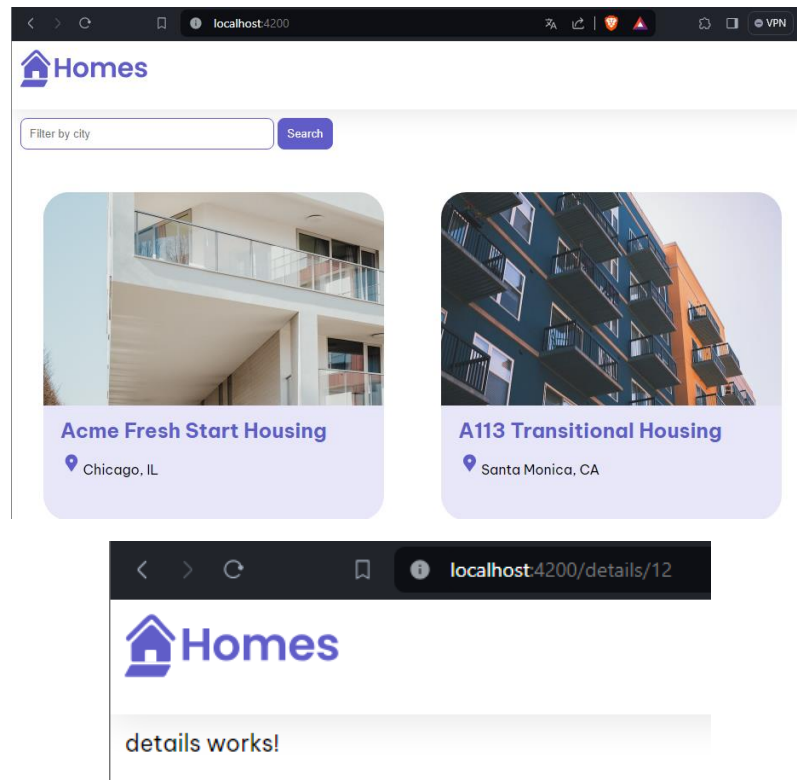 localhost:4200
VPN
Homes
Filter by city
Search
Acme Fresh Start Housing
A113 Transitional Housing
Chicago, IL
Santa Monica, CA
localhost:4200/details/12
Homes
details works!